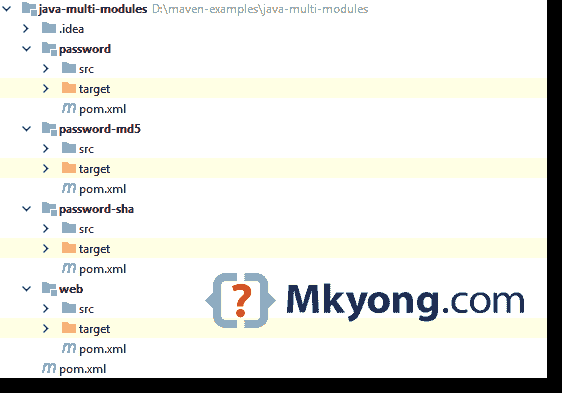 java-multi-modules D:\maven-examples\java-multi-modules
.idea
password
src
target
pom.xml
password-md5
src
target
pom.xml
password-sha
src
target
pom.xml
web
src
target
pom.xml
pom.xml
Mkyong.com